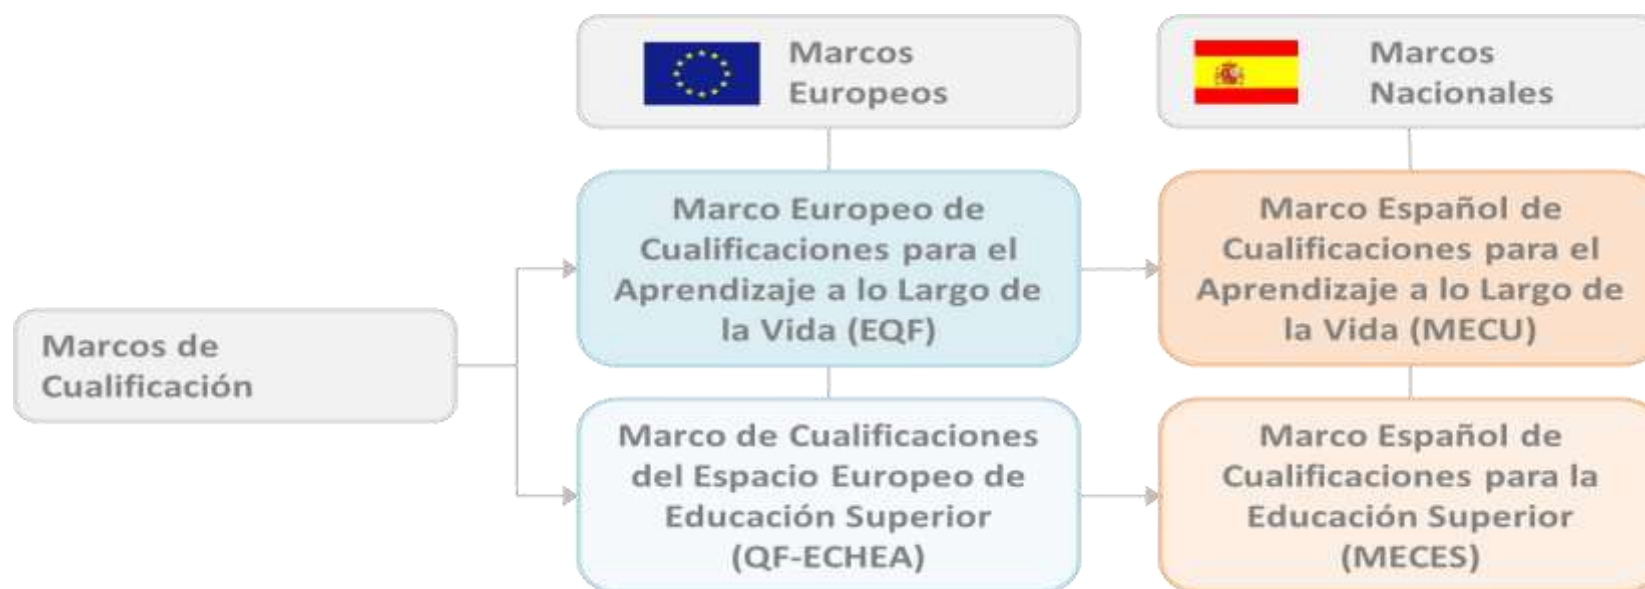 Marcos
Europeos
Marcos
Nacionales
Marco Europeo de
Cualificaciones para el
Aprendizaje a lo Largo de
la Vida (EQF)
Marco Español de
Cualificaciones para el
Aprendizaje a lo Largo de
la Vida (MECU)
Marcos de
Cualificación
Marco de Cualificaciones
del Espacio Europeo de
Educación Superior
(QF-ECHEA)
Marco Español de
Cualificaciones para la
Educación Superior
(MECES)